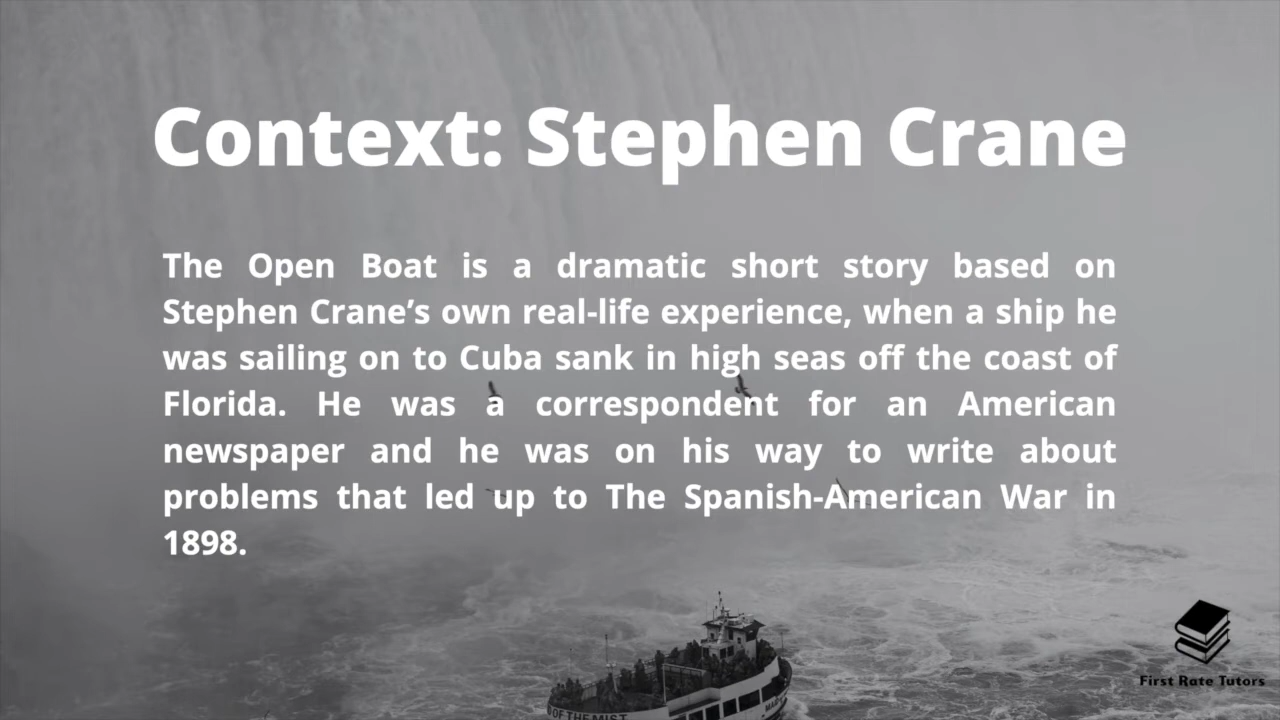 Context: Stephen Crane
The Open Boat is a dramatic short story based on
Stephen Crane’s own real-life experience, when a ship he
was sailing on to Cuba sank in high seas off the coast of
Florida. He was a correspondent for an American
newspaper and he was on his way to write about
problems that led up to The Spanish-American War in
1898.
OF THE MIST
First Rate Tutors